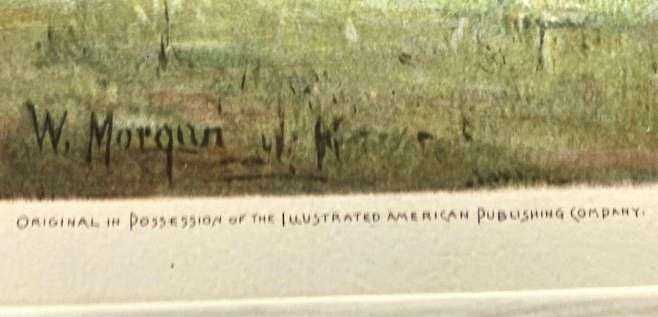 W. Morgan
ORIGINAL IN POSSESSION OF THE ILLUSTRATED AMERICAN PUBLISHING COMPANY.